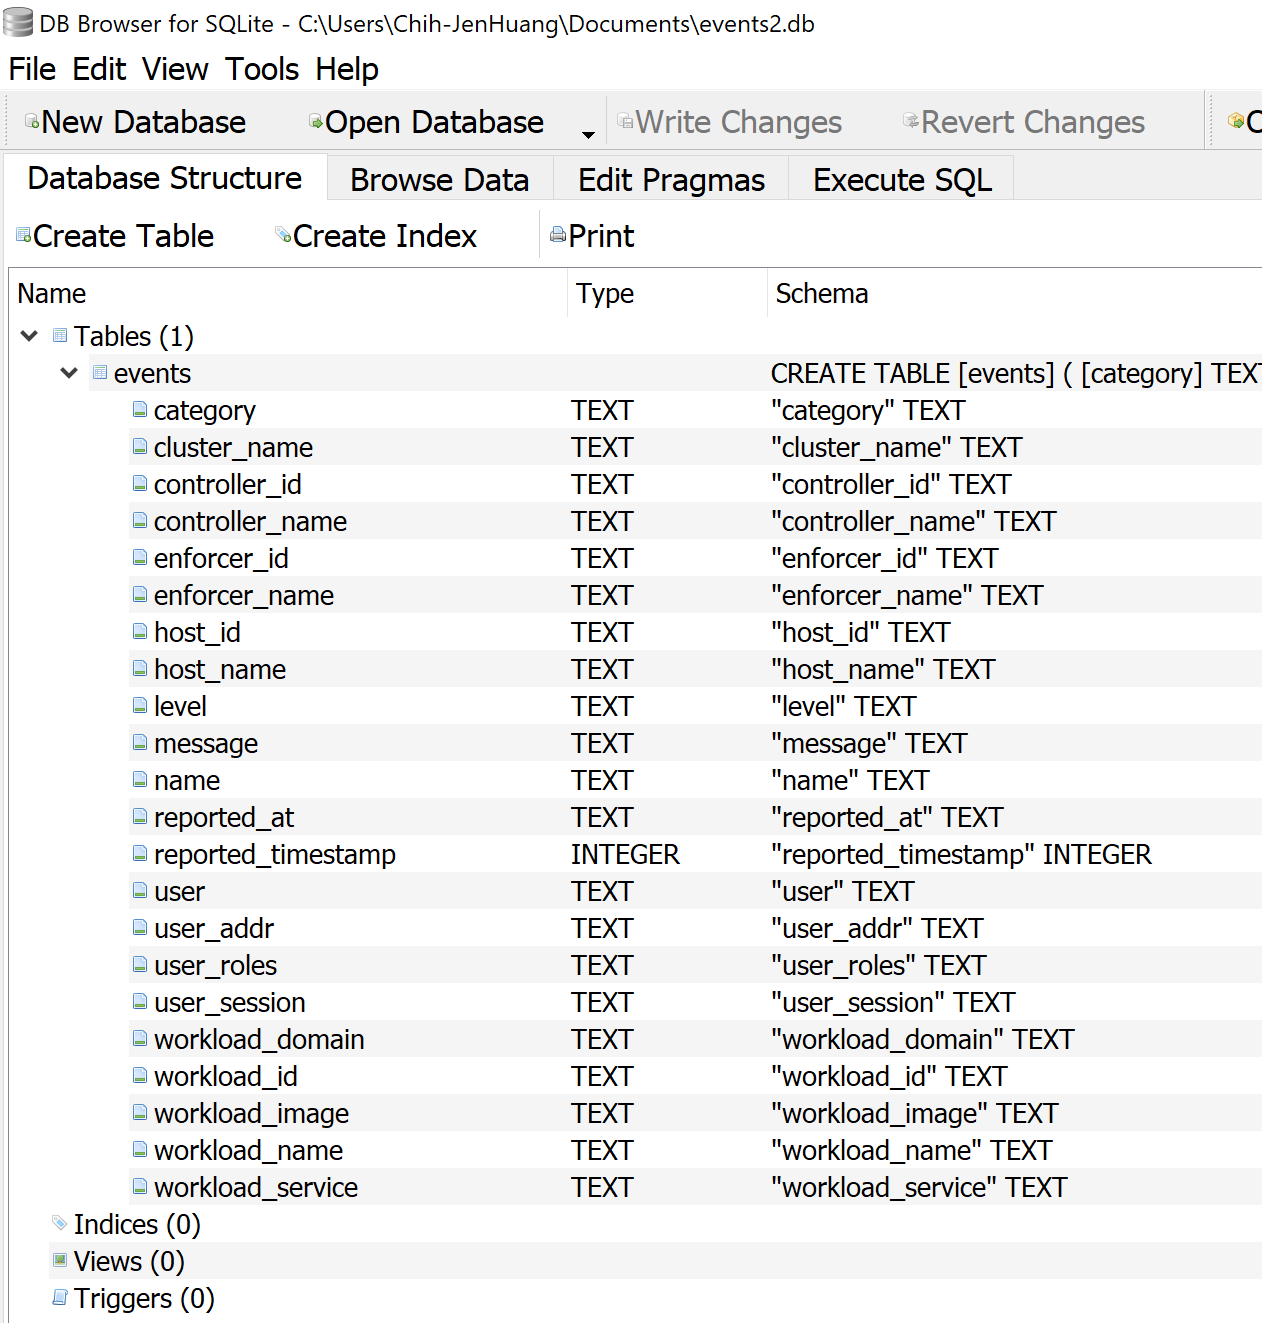 DB Browser for SQLite - C:\Users\Chih-JenHuang\Documents\events2.db
File Edit View Tools Help
New Database Open Database Write Changes Revert Changes
Database Structure Browse Data Edit Pragmas Execute SQL
Create Table Create Index Print
Name Type Schema
Tables (1)
events CREATE TABLE [events] ( [category] TEXT
category TEXT "category" TEXT
cluster_name TEXT "cluster_name" TEXT
controller_id TEXT "controller_id" TEXT
controller_name TEXT "controller_name" TEXT
enforcer_id TEXT "enforcer_id" TEXT
enforcer_name TEXT "enforcer_name" TEXT
host_id TEXT "host_id" TEXT
host_name TEXT "host_name" TEXT
level TEXT "level" TEXT
message TEXT "message" TEXT
name TEXT "name" TEXT
reported_at TEXT "reported_at" TEXT
reported_timestamp INTEGER "reported_timestamp" INTEGER
user TEXT "user" TEXT
user_addr TEXT "user_addr" TEXT
user_roles TEXT "user_roles" TEXT
user_session TEXT "user_session" TEXT
workload_domain TEXT "workload_domain" TEXT
workload_id TEXT "workload_id" TEXT
workload_image TEXT "workload_image" TEXT
workload_name TEXT "workload_name" TEXT
workload_service TEXT "workload_service" TEXT
Indices (0)
Views (0)
Triggers (0)